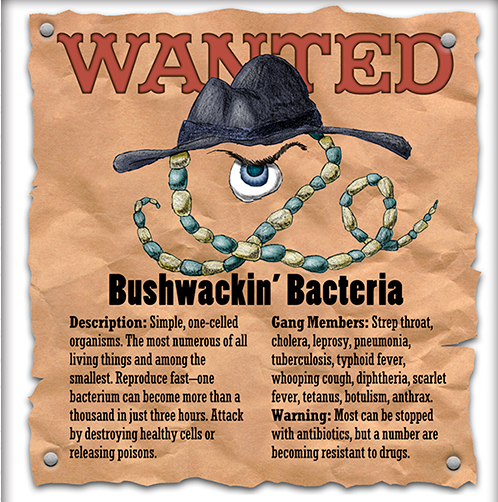 WANTED
Bushwackin' Bacteria
Description: Simple, one-celled
organisms. The most numerous of all
living things and among the
smallest. Reproduce fast–one
bacterium can become more than a
thousand in just three hours. Attack
by destroying healthy cells or
releasing poisons.
Gang Members: Strep throat,
cholera, leprosy, pneumonia,
tuberculosis, typhoid fever,
whooping cough, diphtheria, scarlet
fever, tetanus, botulism, anthrax.
Warning: Most can be stopped
with antibiotics, but a number are
becoming resistant to drugs.